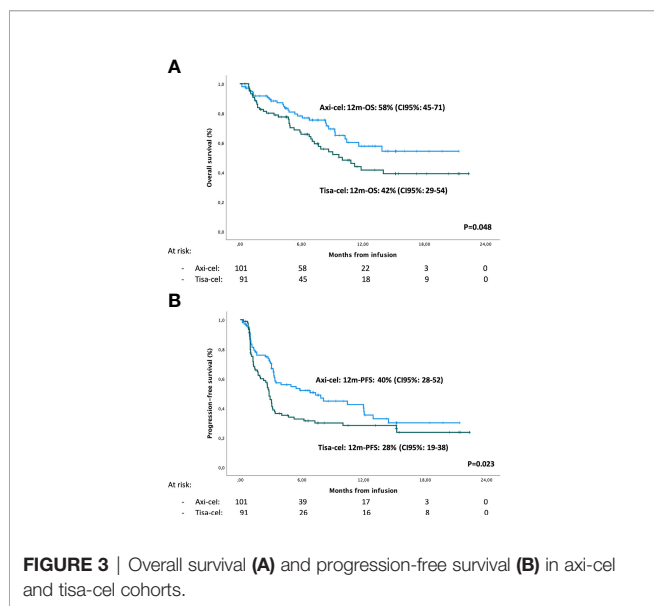 A
1,0
0,8
0,6
0,4
0,2
0,0
Overall survival (%)
Axi-cel: 12m-OS: 58% (CI95%: 45-71)
Tisa-cel: 12m-OS: 42% (CI95%: 29-54)
P=0.048
,00 6,00 12,00 18,00 24,00
Months from infusion
At risk:
- Axi-cel: 101 58 22 3 0
- Tisa-cel: 91 45 18 9 0
B
1,0
0,8
0,6
0,4
0,2
0,0
Progression-free survival (%)
Axi-cel: 12m-PFS: 40% (CI95%: 28-52)
Tisa-cel: 12m-PFS: 28% (CI95%: 19-38)
P=0.023
,00 6,00 12,00 18,00 24,00
Months from infusion
At risk:
- Axi-cel: 101 39 17 3 0
- Tisa-cel: 91 26 16 8 0
FIGURE 3 | Overall survival (A) and progression-free survival (B) in axi-cel
and tisa-cel cohorts.